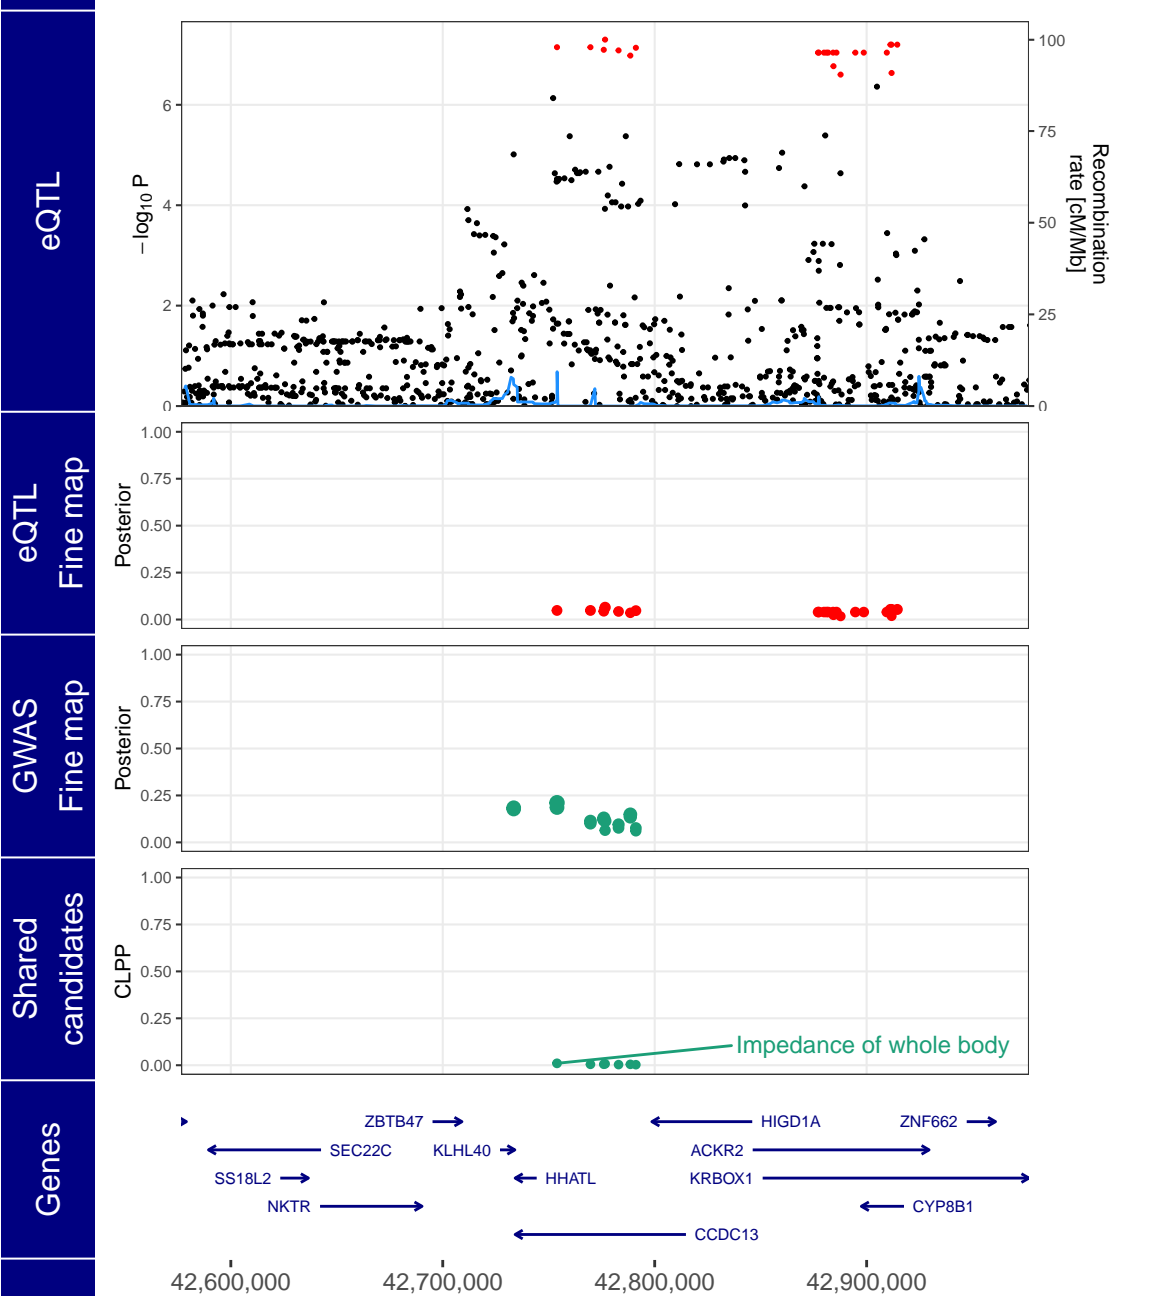 eQTL
−log10 P
6
4
2
0
100
75
50
25
0
Recombination
rate [cM/Mb]
eQTL
Fine map
Posterior
1.00
0.75
0.50
0.25
0.00
GWAS
Fine map
Posterior
1.00
0.75
0.50
0.25
0.00
Shared
candidates
CLPP
1.00
0.75
0.50
0.25
0.00
Impedance of whole body
Genes
ZBTB47
HIGD1A
ZNF662
SEC22C
KLHL40
ACKR2
SS18L2
HHATL
KRBOX1
NKTR
CYP8B1
CCDC13
42,600,000
42,700,000
42,800,000
42,900,000